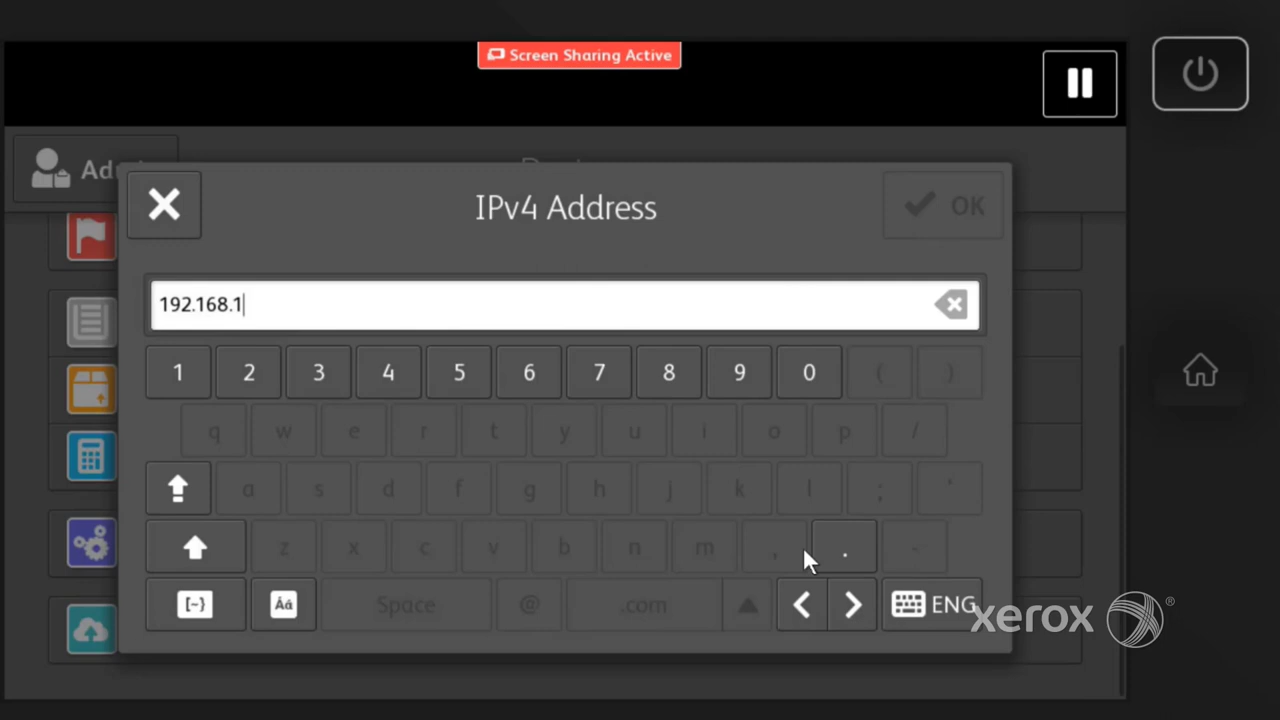 Screen Sharing Active
IPv4 Address
OK
192.168.1
1 2 3 4 5 6 7 8 9 0 ( )
q w e r t y u i o p /
a s d f g h j k l ; '
z x c v b n m , . -
[~] Áá Space @ .com < > ENG
xerox ®